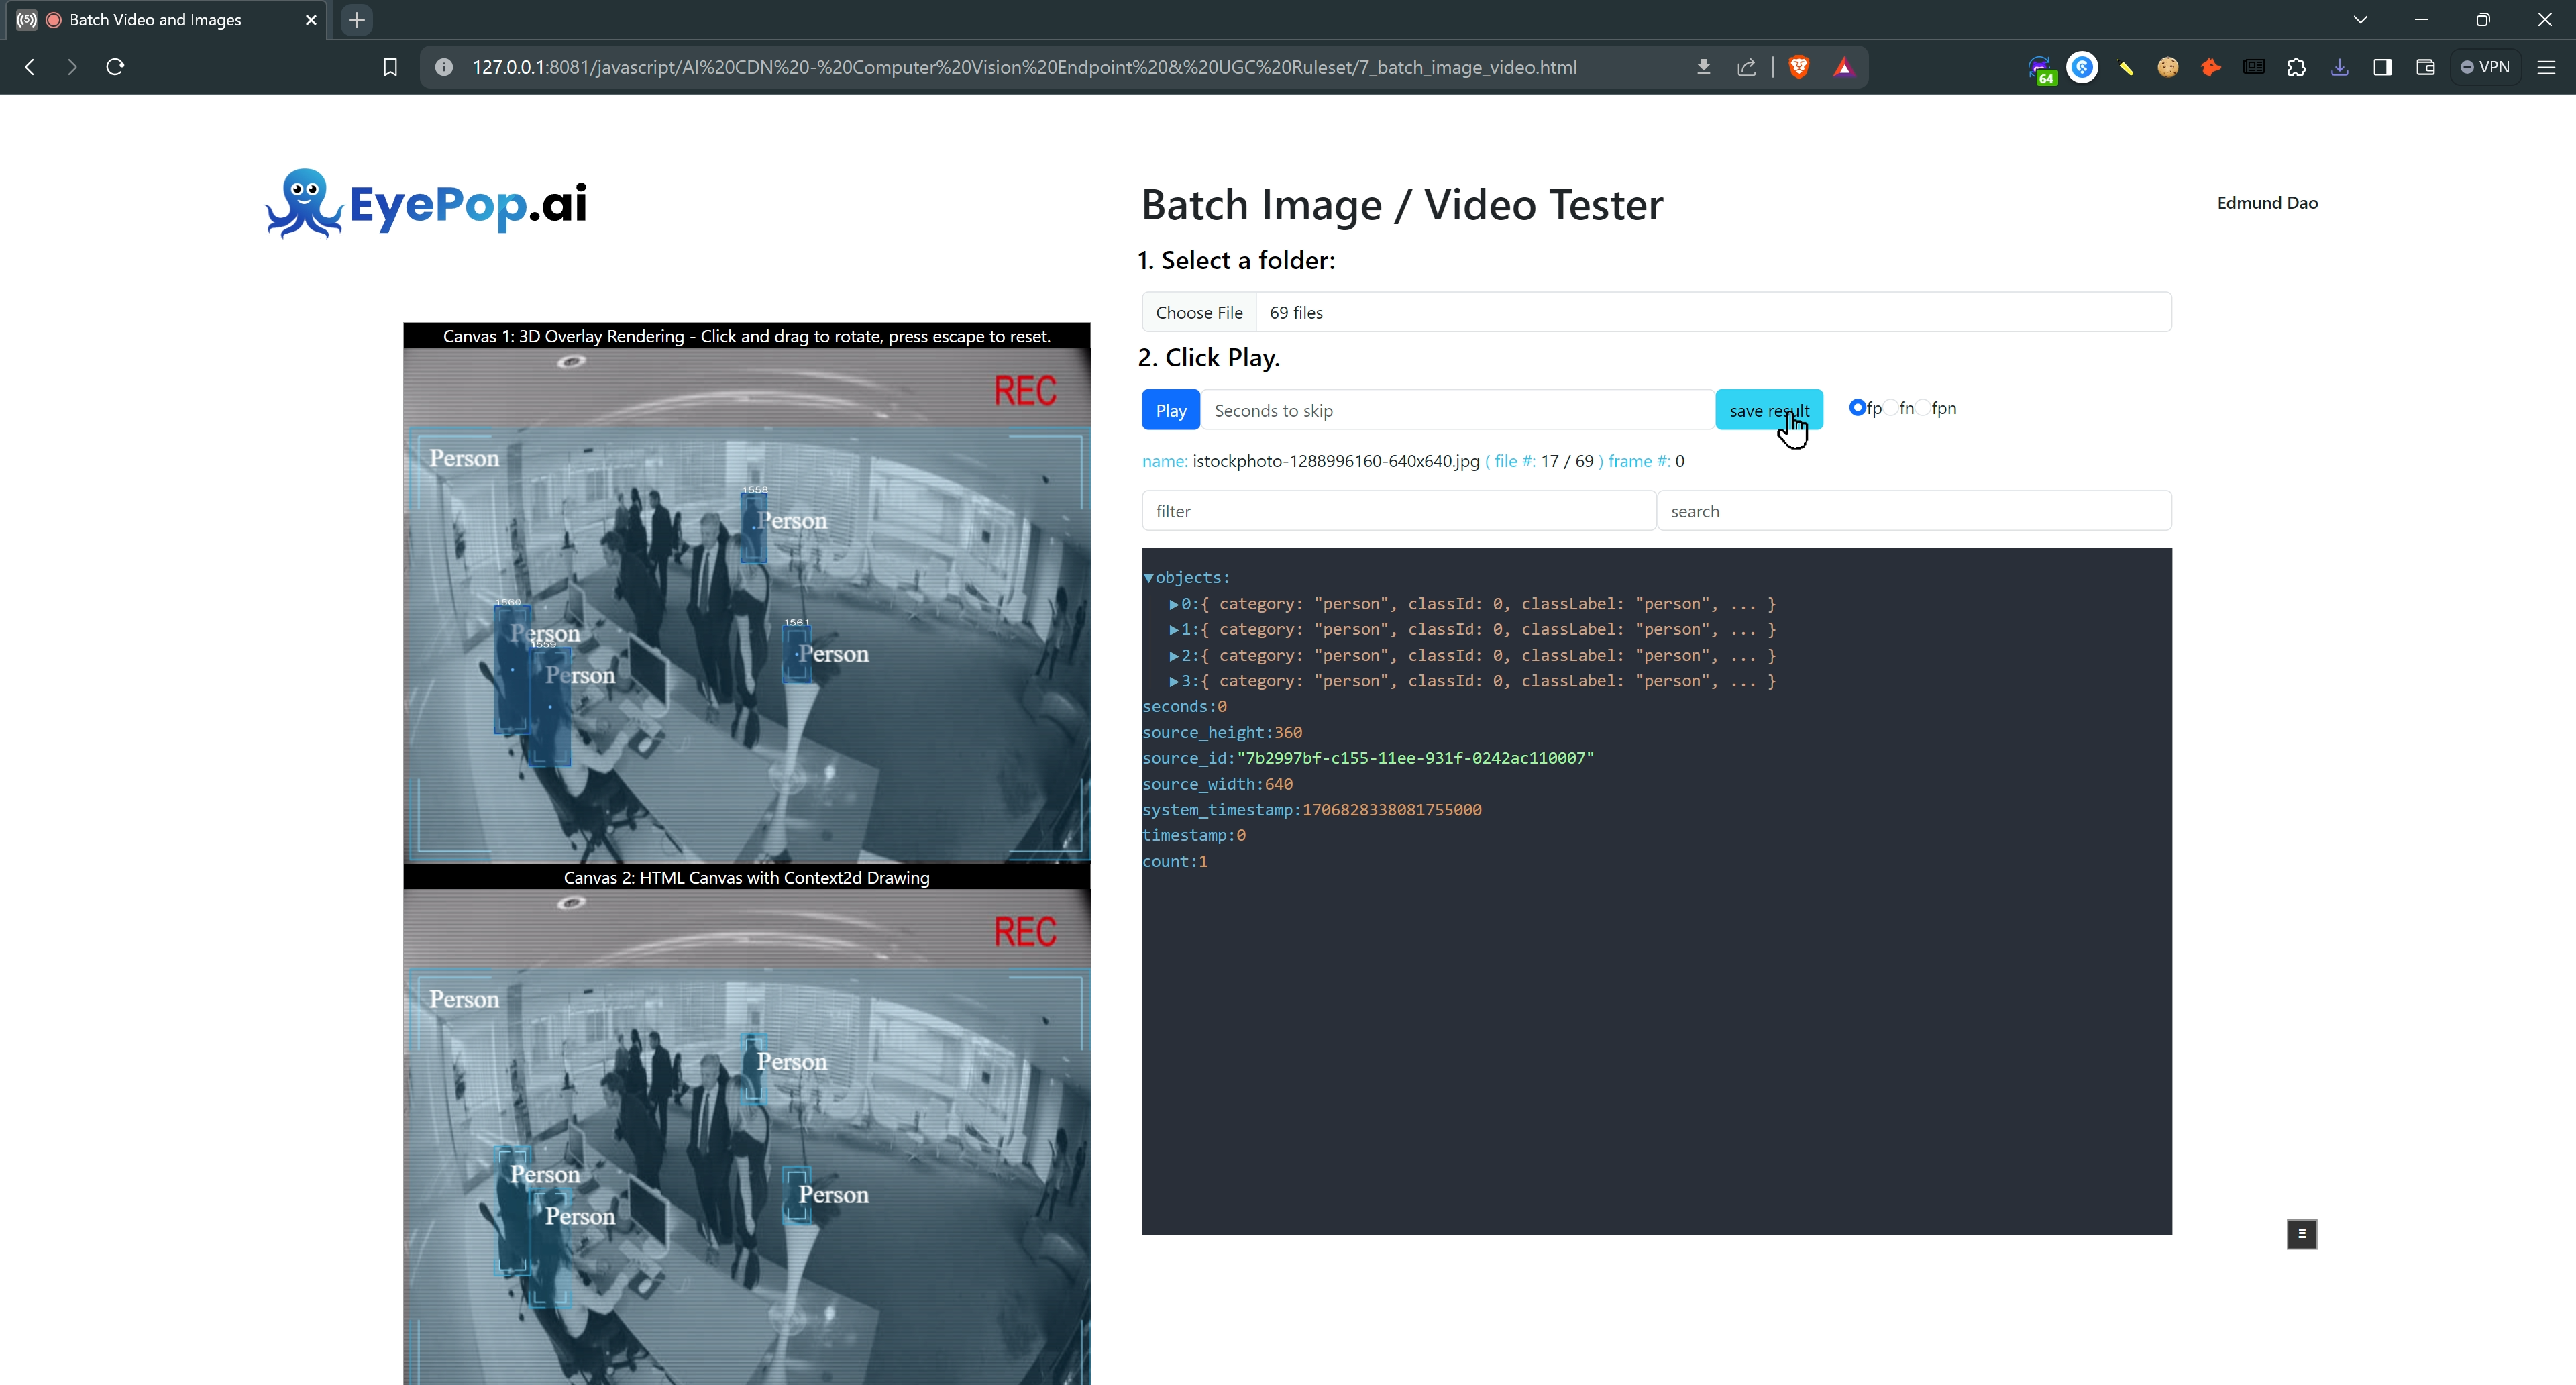 Batch Video and Images
127.0.0.1:8081/javascript/AI%20CDN%20-%20Computer%20Vision%20Endpoint%20&%20UGC%20Ruleset/7_batch_image_video.html
64
VPN
EyePop.ai
Batch Image / Video Tester
Edmund Dao
1. Select a folder:
Choose File 69 files
2. Click Play.
Play Seconds to skip save result fp fn fpn
name: istockphoto-1288996160-640x640.jpg ( file #: 17 / 69 ) frame #: 0
filter search
▼objects:
▶0:{ category: "person", classId: 0, classLabel: "person", ... }
▶1:{ category: "person", classId: 0, classLabel: "person", ... }
▶2:{ category: "person", classId: 0, classLabel: "person", ... }
▶3:{ category: "person", classId: 0, classLabel: "person", ... }
seconds:0
source_height:360
source_id:"7b2997bf-c155-11ee-931f-0242ac110007"
source_width:640
system_timestamp:1706828338081755000
timestamp:0
count:1
Canvas 1: 3D Overlay Rendering - Click and drag to rotate, press escape to reset.
REC
Person
1558
Person
1560
Person
1561
Person
1559
Person
Canvas 2: HTML Canvas with Context2d Drawing
REC
Person
Person
Person
Person
Person